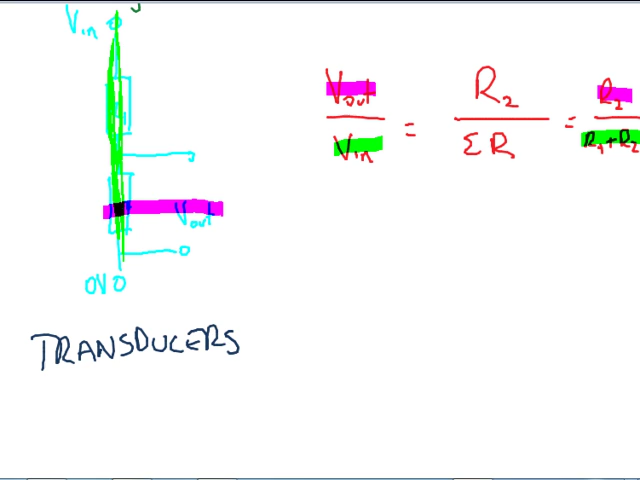 Vin
Vout
0V
Vout / Vin = R2 / ΣR = R2 / R1+R2
TRANSDUCERS